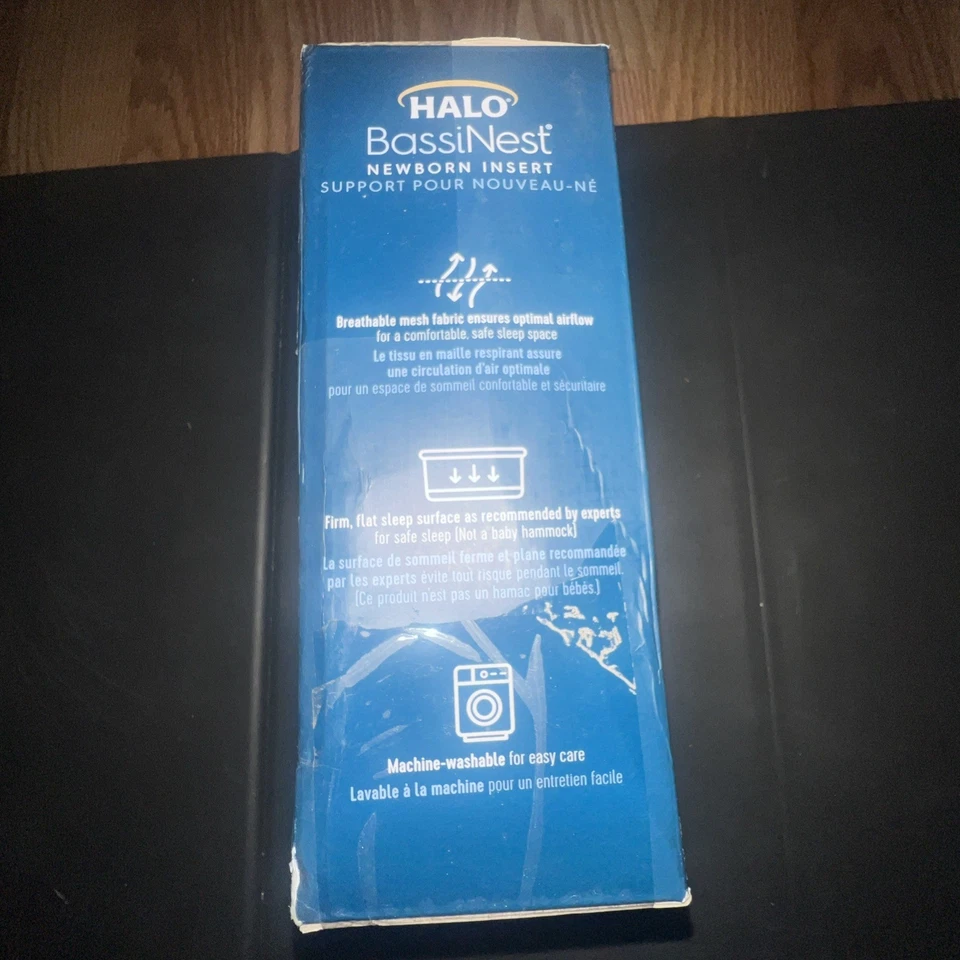 HALO®
BassiNest®
NEWBORN INSERT
SUPPORT POUR NOUVEAU-NÉ
Breathable mesh fabric ensures optimal airflow
for a comfortable, safe sleep space
Le tissu en maille respirant assure
une circulation d'air optimale
pour un espace de sommeil confortable et sécuritaire
Firm, flat sleep surface as recommended by experts
for safe sleep (Not a baby hammock)
La surface de sommeil ferme et plane recommandée
par les experts évite tout risque pendant le sommeil.
(Ce produit n'est pas un hamac pour bébés.)
Machine-washable for easy care
Lavable à la machine pour un entretien facile